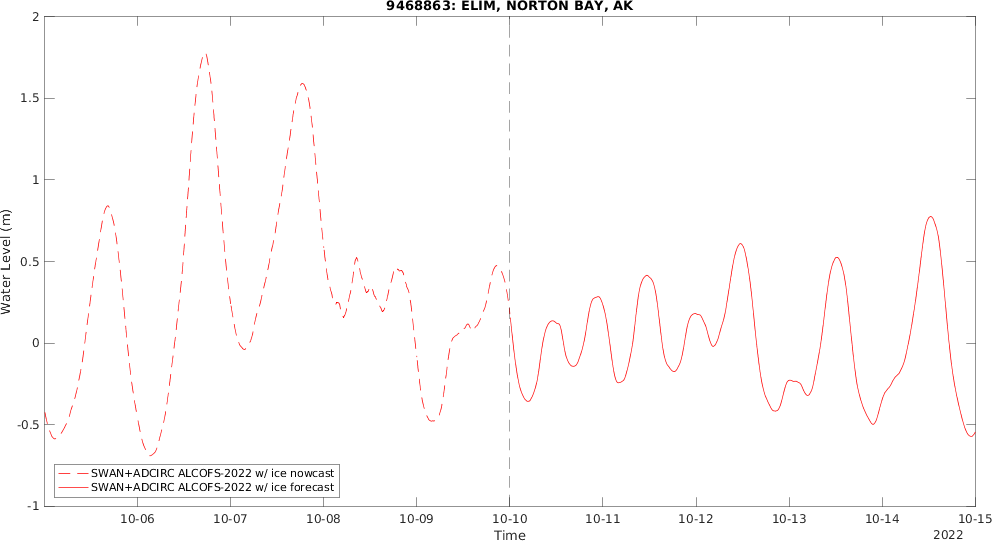 9468863: ELIM, NORTON BAY, AK
Water Level (m)
2
1.5
1
0.5
0
-0.5
-1
SWAN+ADCIRC ALCOFS-2022 w/ ice nowcast
SWAN+ADCIRC ALCOFS-2022 w/ ice forecast
10-06 10-07 10-08 10-09 10-10 10-11 10-12 10-13 10-14 10-15
Time
2022